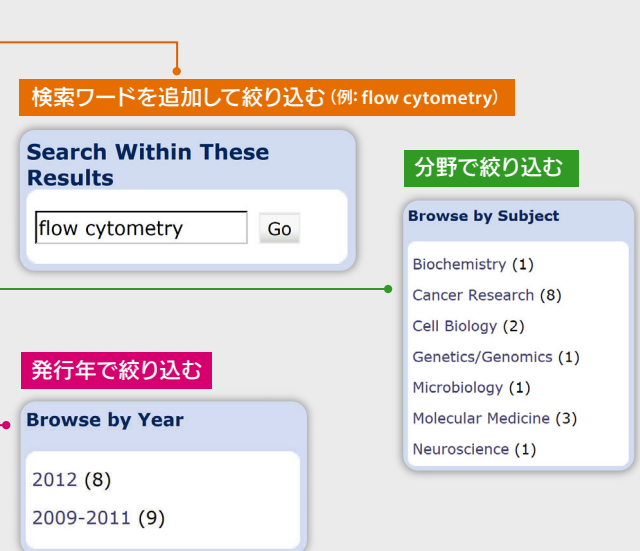 検索ワードを追加して絞り込む（例：flow cytometry）
Search Within These
Results
flow cytometry
Go
分野で絞り込む
Browse by Subject
Biochemistry (1)
Cancer Research (8)
Cell Biology (2)
Genetics/Genomics (1)
Microbiology (1)
Molecular Medicine (3)
Neuroscience (1)
発行年で絞り込む
Browse by Year
2012 (8)
2009-2011 (9)